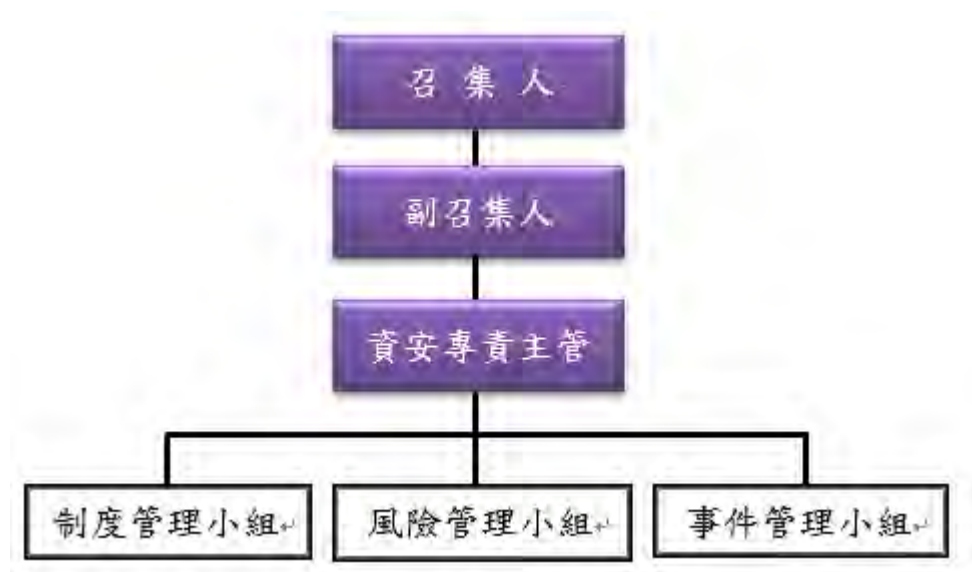 召集人
副召集人
資安專責主管
制度管理小組
風險管理小組
事件管理小組